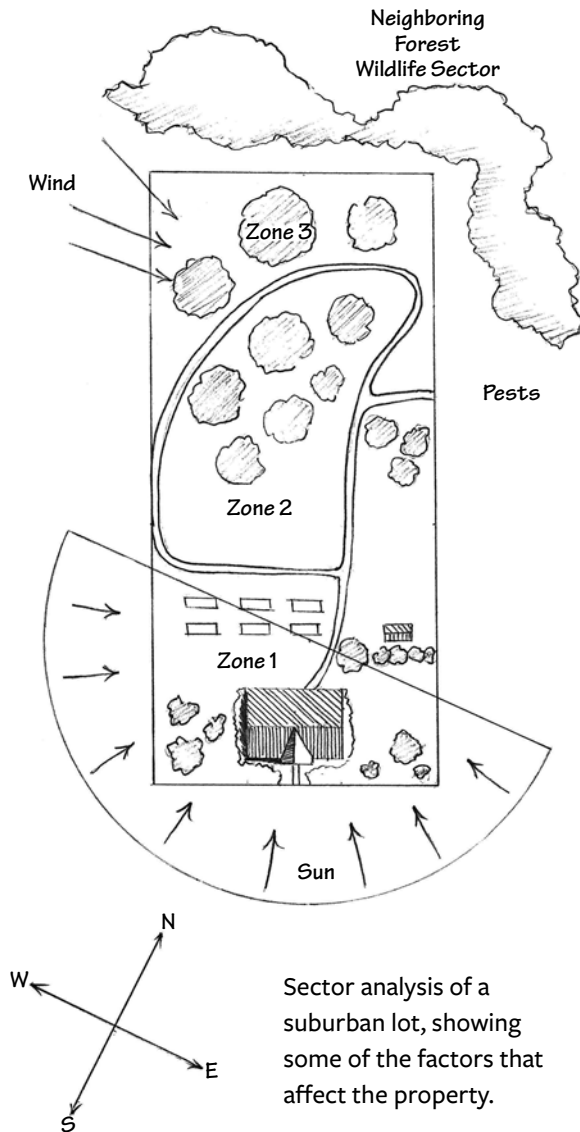 Neighboring
Forest
Wildlife Sector
Wind
Zone 3
Pests
Zone 2
Zone 1
Sun
N
W
E
S
Sector analysis of a
suburban lot, showing
some of the factors that
affect the property.